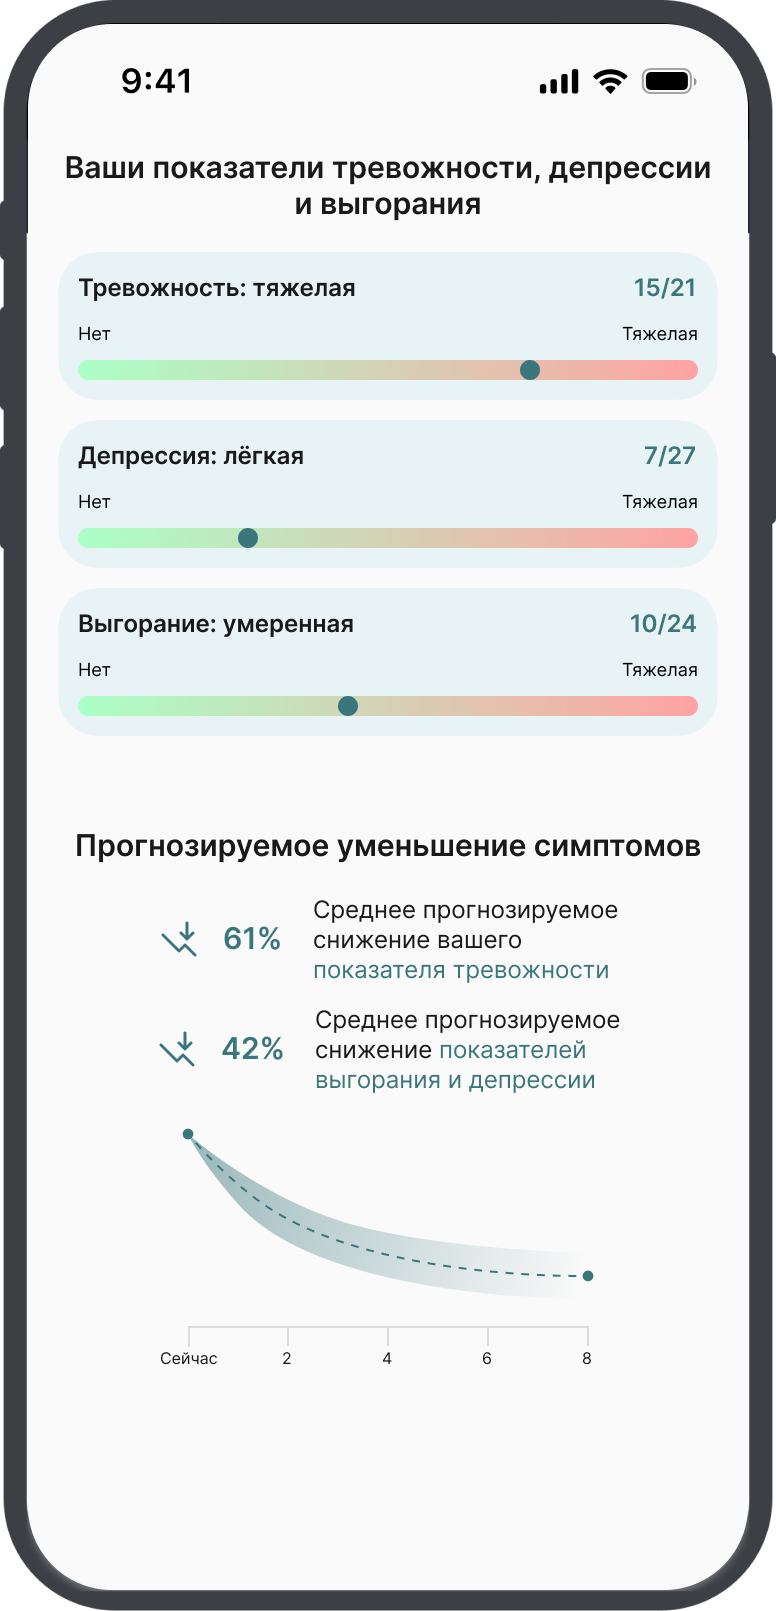 9:41
Ваши показатели тревожности, депрессии
и выгорания
Тревожность: тяжелая 15/21
Нет Тяжелая
Депрессия: лёгкая 7/27
Нет Тяжелая
Выгорание: умеренная 10/24
Нет Тяжелая
Прогнозируемое уменьшение симптомов
61%
Среднее прогнозируемое
снижение вашего
показателя тревожности
42%
Среднее прогнозируемое
снижение показателей
выгорания и депрессии
Сейчас 2 4 6 8